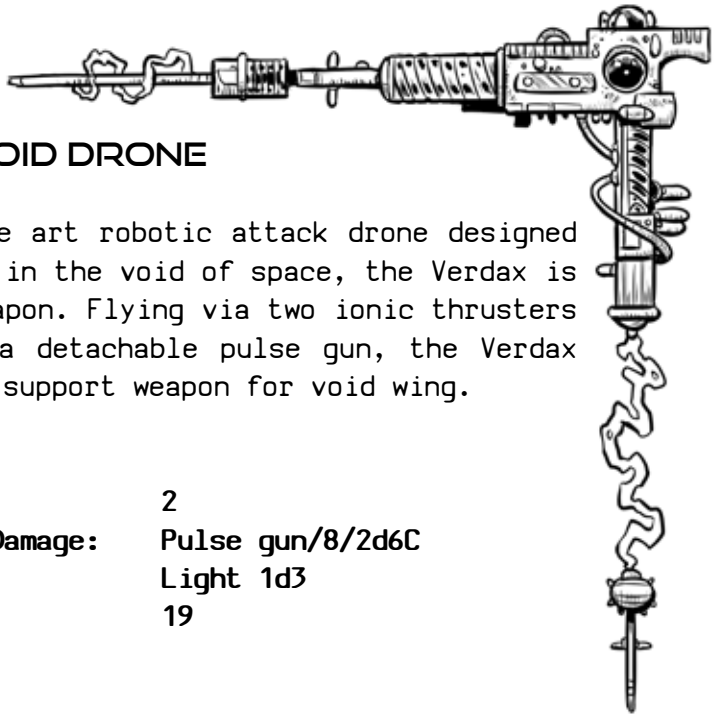 OID DRONE
e art robotic attack drone designed
in the void of space, the Verdax is
apon. Flying via two ionic thrusters
a detachable pulse gun, the Verdax
support weapon for void wing.
2
Damage: Pulse gun/8/2d6C
Light 1d3
19